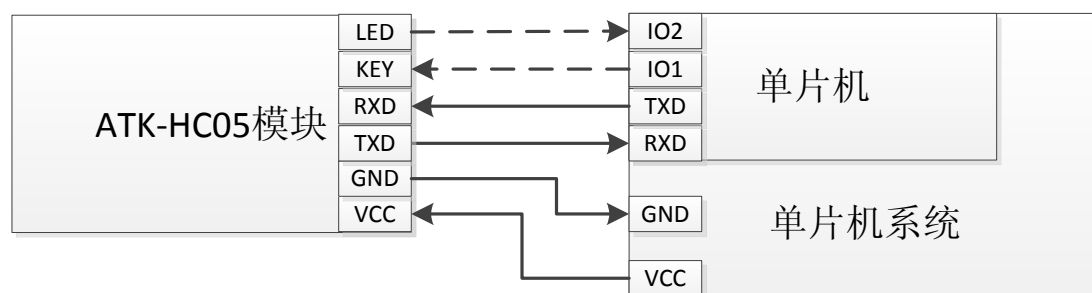 LED
KEY
RXD
TXD
GND
VCC
ATK-HC05模块
IO2
IO1
TXD
RXD
GND
VCC
单片机
单片机系统